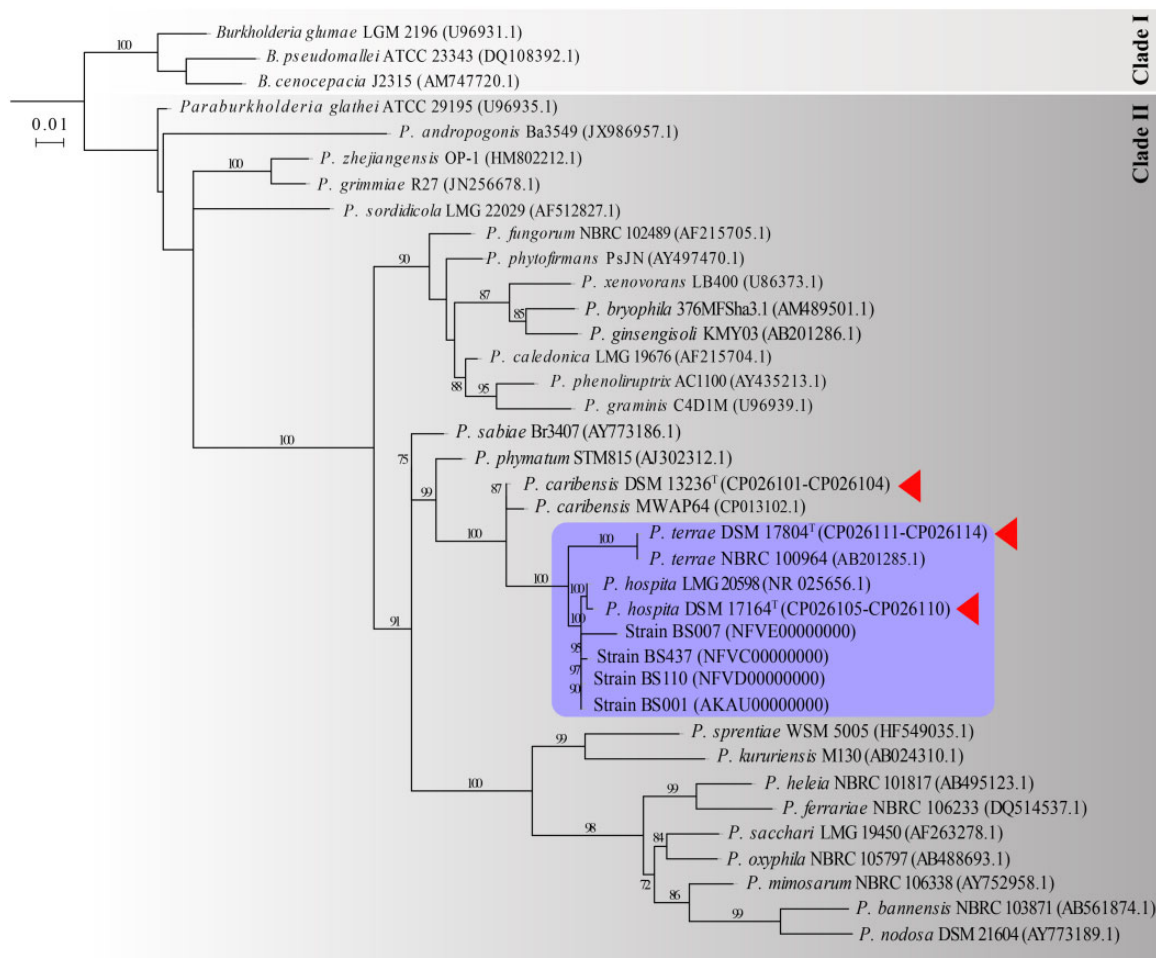 Clade I
100
Burkholderia glumae LGM 2196 (U96931.1)
B. pseudomallei ATCC 23343 (DQ108392.1)
B. cenocepacia J2315 (AM747720.1)
Clade II
0.01
Paraburkholderia glathei ATCC 29195 (U96935.1)
P. andropogonis Ba3549 (JX986957.1)
100
P. zhejiangensis OP-1 (HM802212.1)
P. grimmiae R27 (JN256678.1)
P. sordidicola LMG 22029 (AF512827.1)
P. fungorum NBRC 102489 (AF215705.1)
90
P. phytofirmans PsJN (AY497470.1)
P. xenovorans LB400 (U86373.1)
87
P. bryophila 376MFSha3.1 (AM489501.1)
85
P. ginsengisoli KMY03 (AB201286.1)
P. caledonica LMG 19676 (AF215704.1)
88
95
P. phenoliruptrix AC1100 (AY435213.1)
P. graminis C4D1M (U96939.1)
100
P. sabiae Br3407 (AY773186.1)
75
P. phymatum STM815 (AJ302312.1)
99
87
P. caribensis DSM 13236ᵀ (CP026101-CP026104)
P. caribensis MWAP64 (CP013102.1)
100
P. terrae DSM 17804ᵀ (CP026111-CP026114)
100
P. terrae NBRC 100964 (AB201285.1)
100
100
P. hospita LMG20598 (NR 025656.1)
P. hospita DSM 17164ᵀ (CP026105-CP026110)
100
91
Strain BS007 (NFVE00000000)
95
Strain BS437 (NFVC00000000)
97
Strain BS110 (NFVD00000000)
90
Strain BS001 (AKAU00000000)
P. sprentiae WSM 5005 (HF549035.1)
99
P. kururiensis M130 (AB024310.1)
100
P. heleia NBRC 101817 (AB495123.1)
99
P. ferrariae NBRC 106233 (DQ514537.1)
98
P. sacchari LMG 19450 (AF263278.1)
84
P. oxyphila NBRC 105797 (AB488693.1)
72
P. mimosarum NBRC 106338 (AY752958.1)
86
P. bannensis NBRC 103871 (AB561874.1)
99
P. nodosa DSM 21604 (AY773189.1)